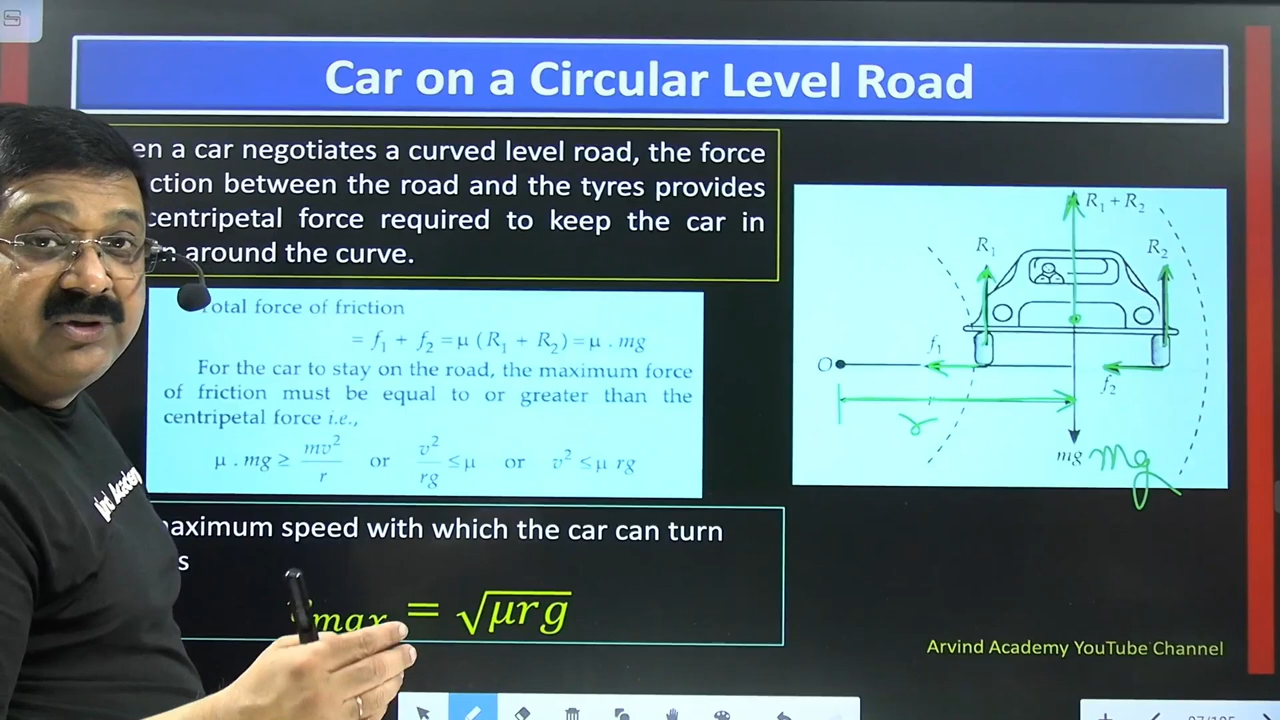 Car on a Circular Level Road
en a car negotiates a curved level road, the force
ction between the road and the tyres provides
centripetal force required to keep the car in
n around the curve.
Total force of friction
= f₁ + f₂ = μ (R₁ + R₂) = μ . mg
For the car to stay on the road, the maximum force
of friction must be equal to or greater than the
centripetal force i.e.,
μ . mg ≥ mv²/r or v²/rg ≤ μ or v² ≤ μ rg
aximum speed with which the car can turn
s
max = √μrg
R₁ + R₂
R₁
R₂
f₁
O
f₂
r
mg mg
Arvind Academy YouTube Channel
Arvind Academy